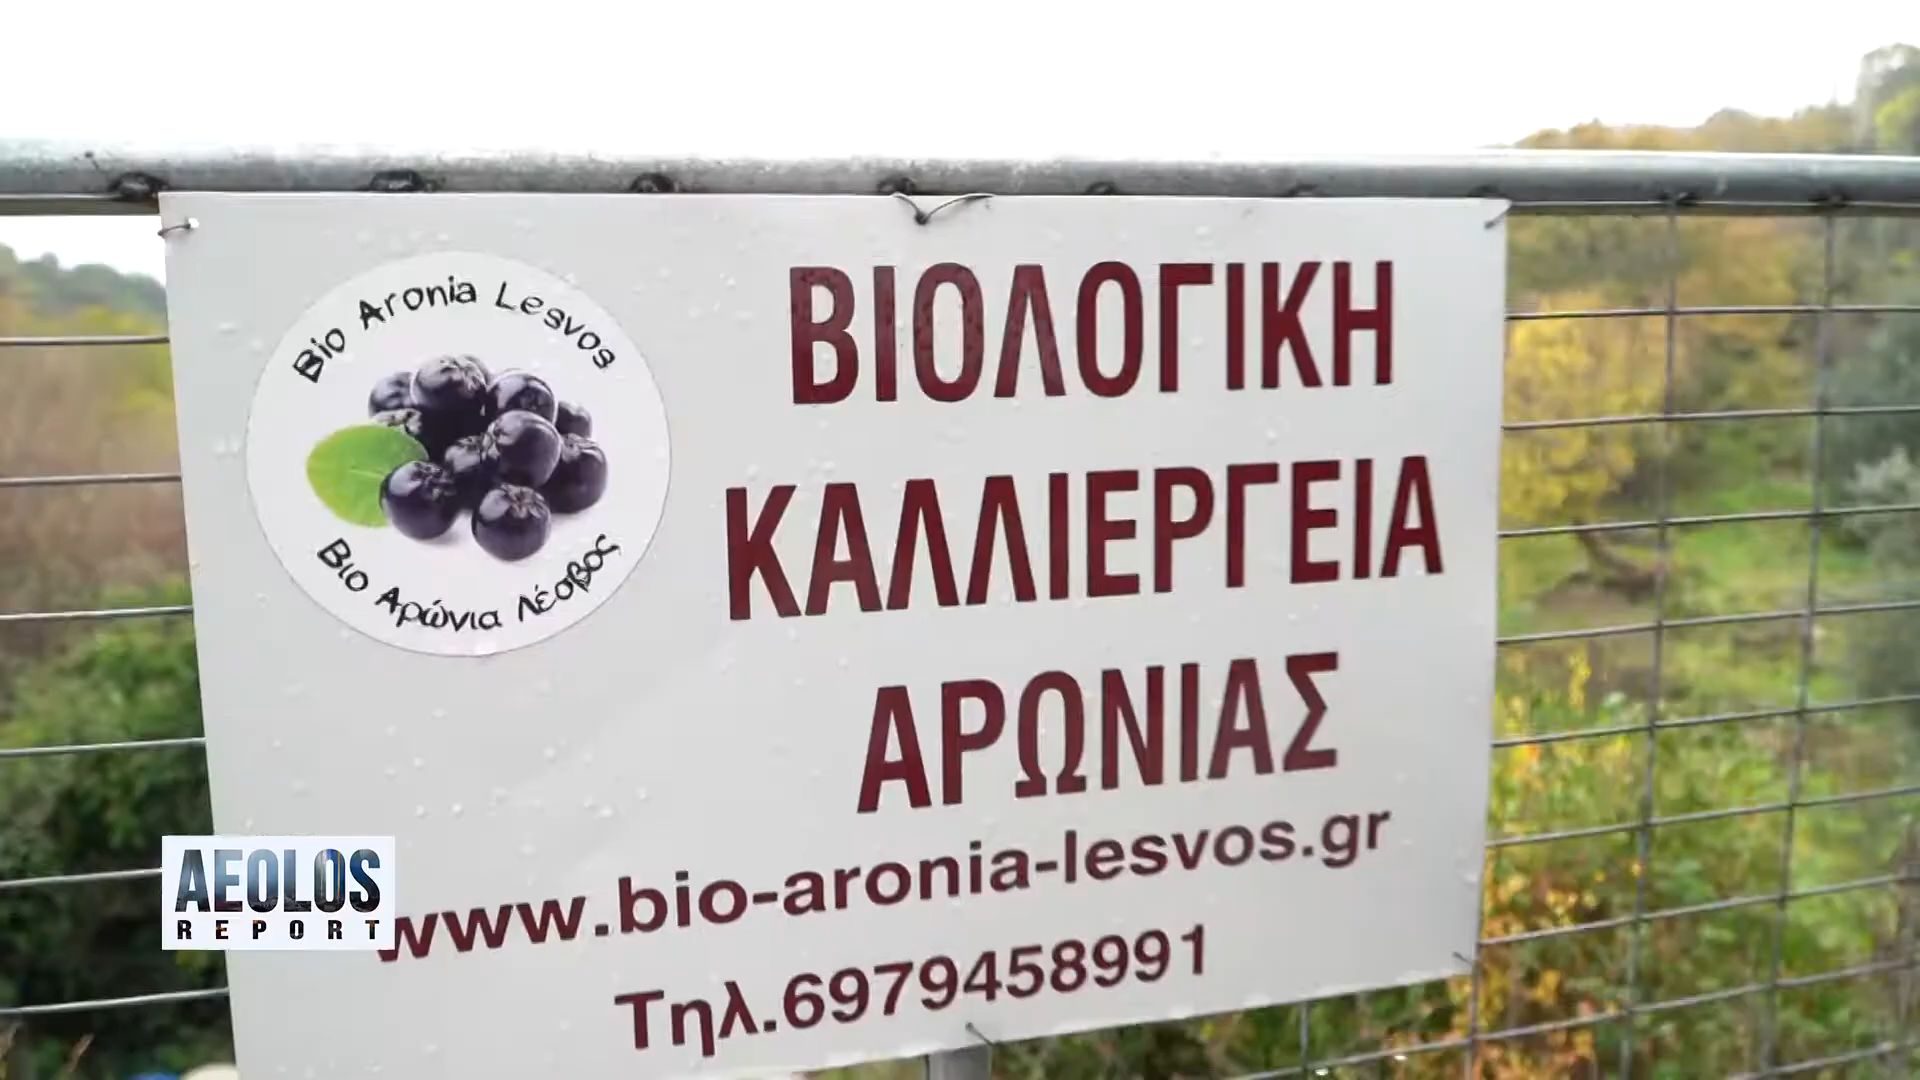 Bio Aronia Lesvos
Βιο Αρώνια Λέσβος
ΒΙΟΛΟΓΙΚΗ
ΚΑΛΛΙΕΡΓΕΙΑ
ΑΡΩΝΙΑΣ
www.bio-aronia-lesvos.gr
Τηλ.6979458991
AEOLOS
REPORT